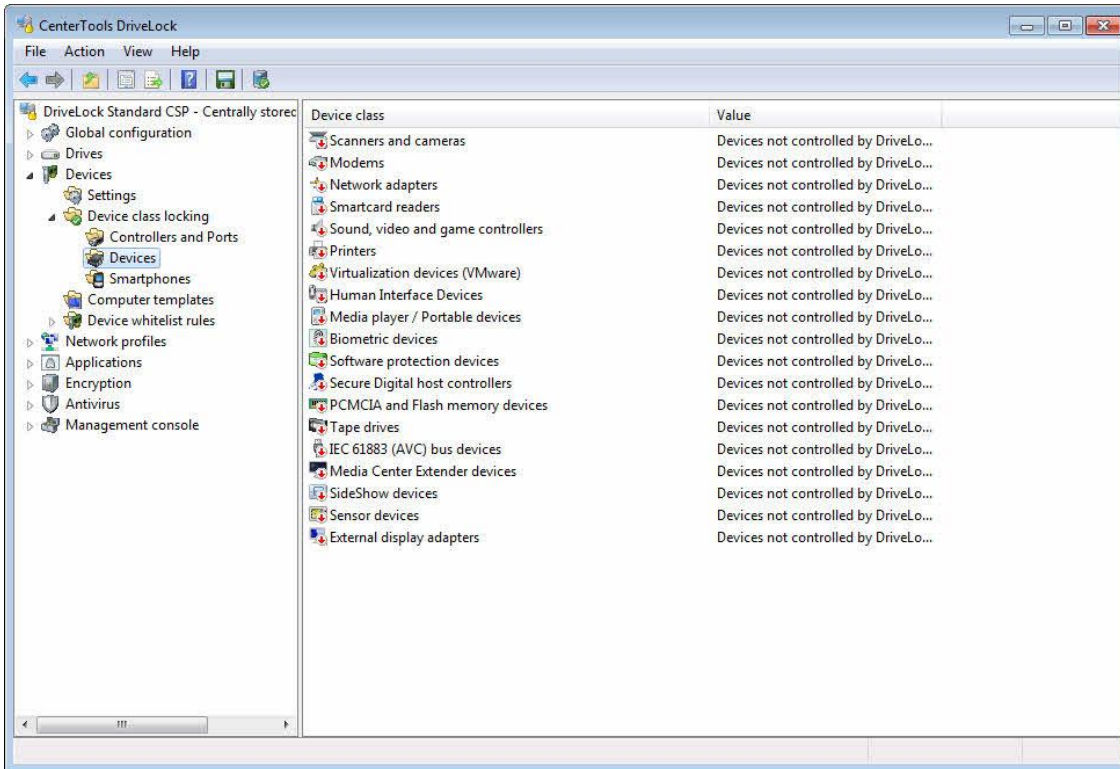 CenterTools DriveLock
File Action View Help
DriveLock Standard CSP - Centrally storec
Global configuration
Drives
Devices
Settings
Device class locking
Controllers and Ports
Devices
Smartphones
Computer templates
Device whitelist rules
Network profiles
Applications
Encryption
Antivirus
Management console
Device class Value
Scanners and cameras Devices not controlled by DriveLo...
Modems Devices not controlled by DriveLo...
Network adapters Devices not controlled by DriveLo...
Smartcard readers Devices not controlled by DriveLo...
Sound, video and game controllers Devices not controlled by DriveLo...
Printers Devices not controlled by DriveLo...
Virtualization devices (VMware) Devices not controlled by DriveLo...
Human Interface Devices Devices not controlled by DriveLo...
Media player / Portable devices Devices not controlled by DriveLo...
Biometric devices Devices not controlled by DriveLo...
Software protection devices Devices not controlled by DriveLo...
Secure Digital host controllers Devices not controlled by DriveLo...
PCMCIA and Flash memory devices Devices not controlled by DriveLo...
Tape drives Devices not controlled by DriveLo...
IEC 61883 (AVC) bus devices Devices not controlled by DriveLo...
Media Center Extender devices Devices not controlled by DriveLo...
SideShow devices Devices not controlled by DriveLo...
Sensor devices Devices not controlled by DriveLo...
External display adapters Devices not controlled by DriveLo...